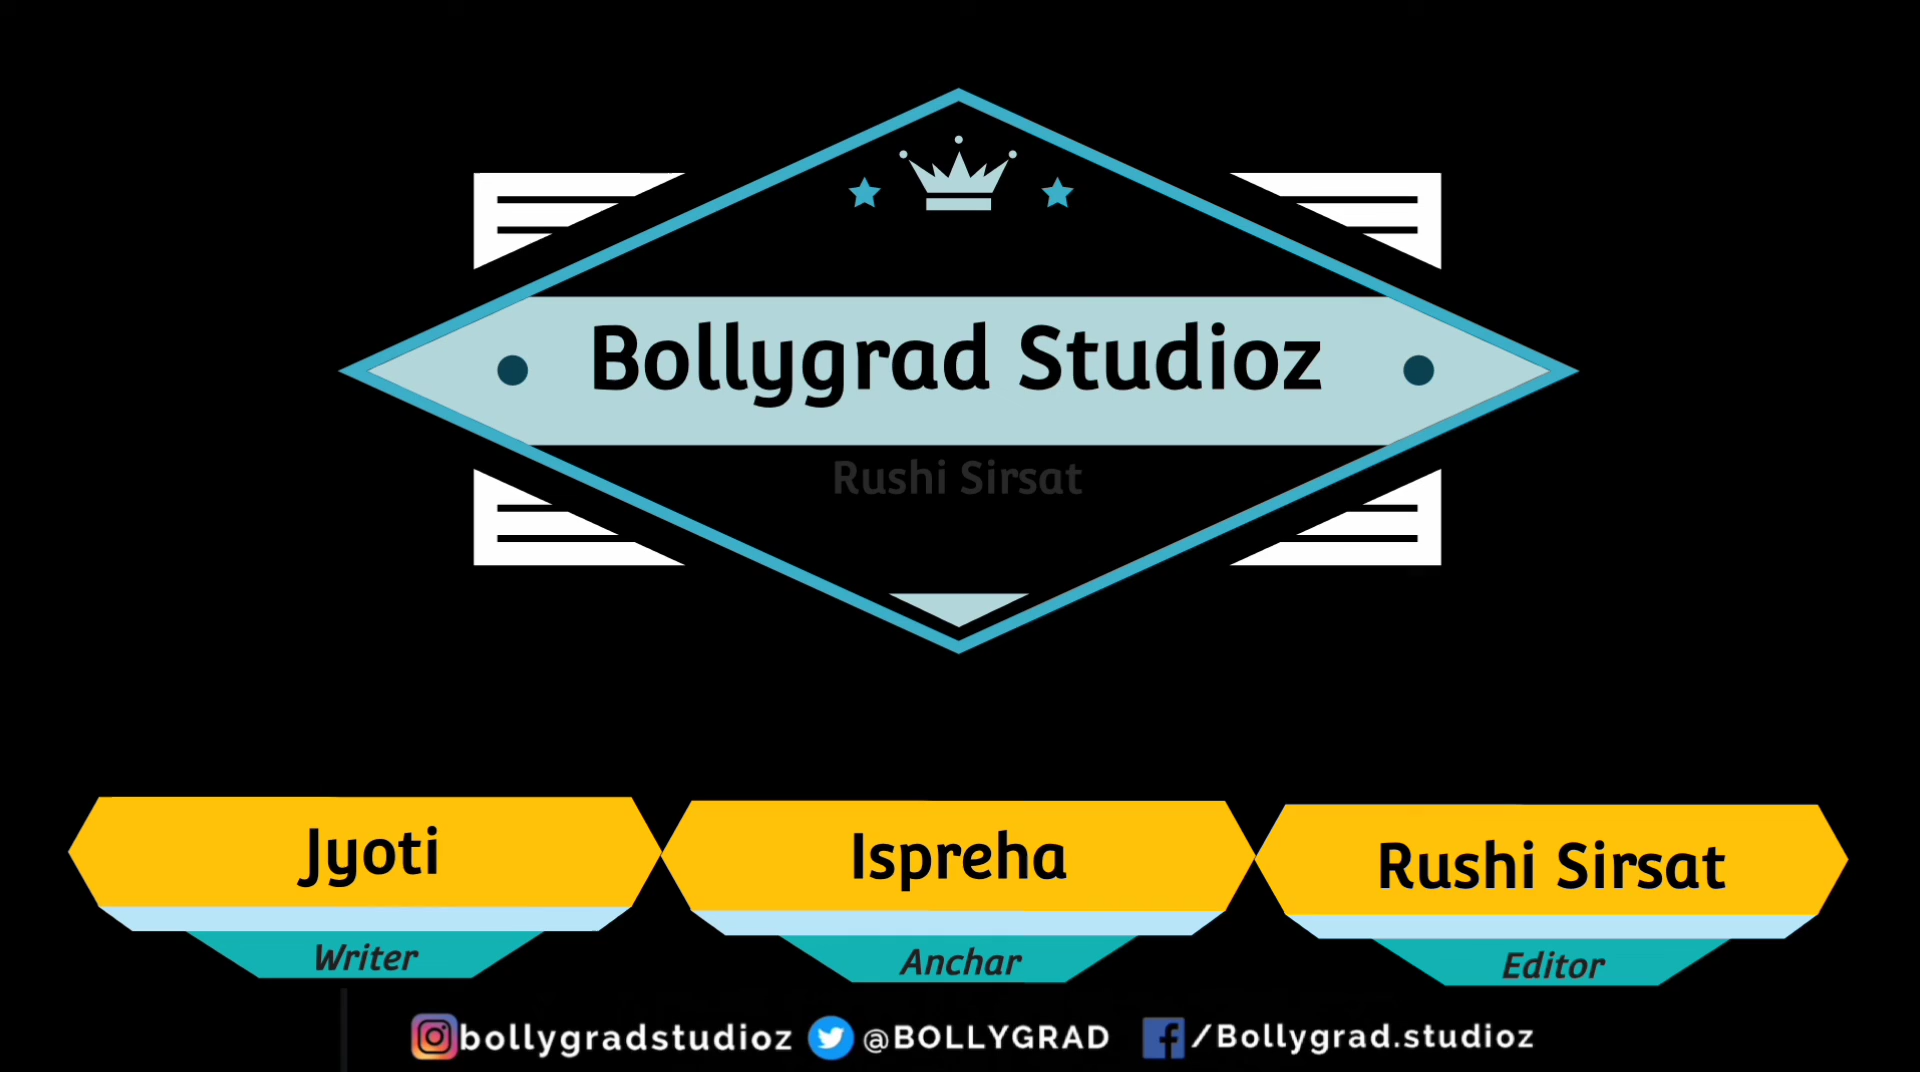 Bollygrad Studioz
Rushi Sirsat
Jyoti
Writer
Ispreha
Anchar
Rushi Sirsat
Editor
bollygradstudioz @BOLLYGRAD /Bollygrad.studioz